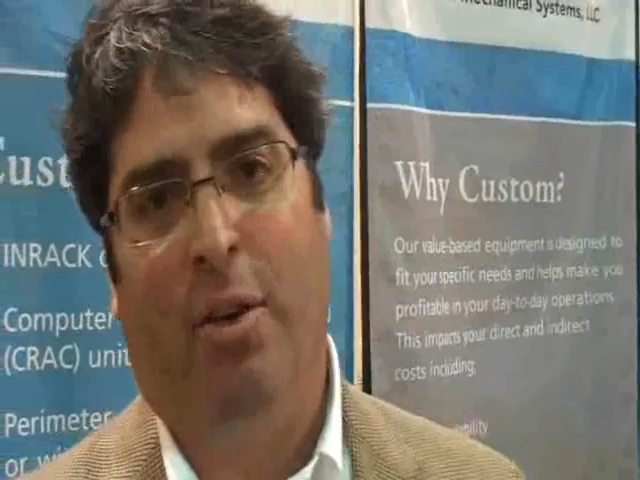 Mechanical Systems, LLC
Why Custom?
Our value-based equipment is designed to
fit your specific needs and helps make you
profitable in your day-to-day operations.
This impacts your direct and indirect
costs including:
INRACK
Computer
(CRAC) unit
Perimeter
or